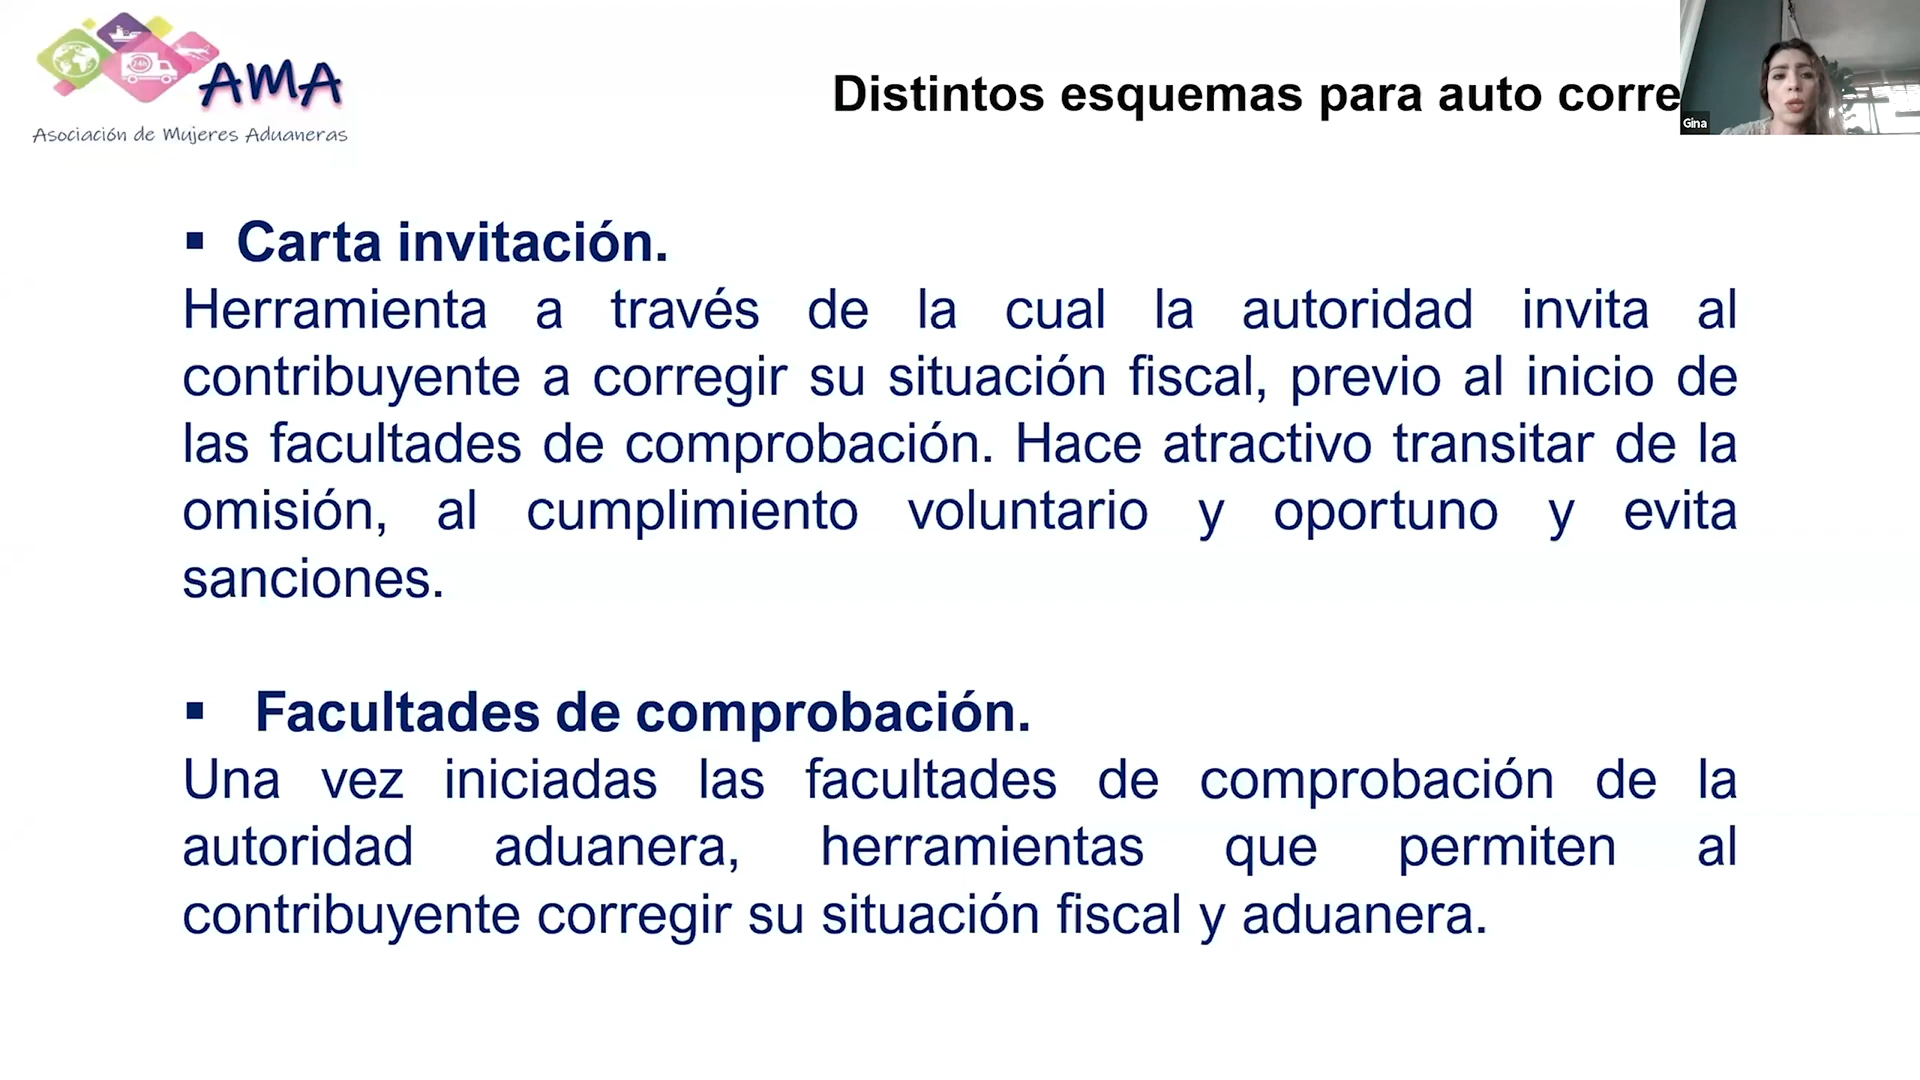 AMA
Asociación de Mujeres Aduaneras
Distintos esquemas para auto corre
Gina
▪ Carta invitación.
Herramienta a través de la cual la autoridad invita al
contribuyente a corregir su situación fiscal, previo al inicio de
las facultades de comprobación. Hace atractivo transitar de la
omisión, al cumplimiento voluntario y oportuno y evita
sanciones.
▪ Facultades de comprobación.
Una vez iniciadas las facultades de comprobación de la
autoridad aduanera, herramientas que permiten al
contribuyente corregir su situación fiscal y aduanera.